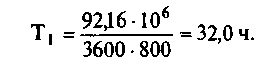 T₁ = 92,16 · 10⁶ / 3600 · 800 = 32,0 ч.